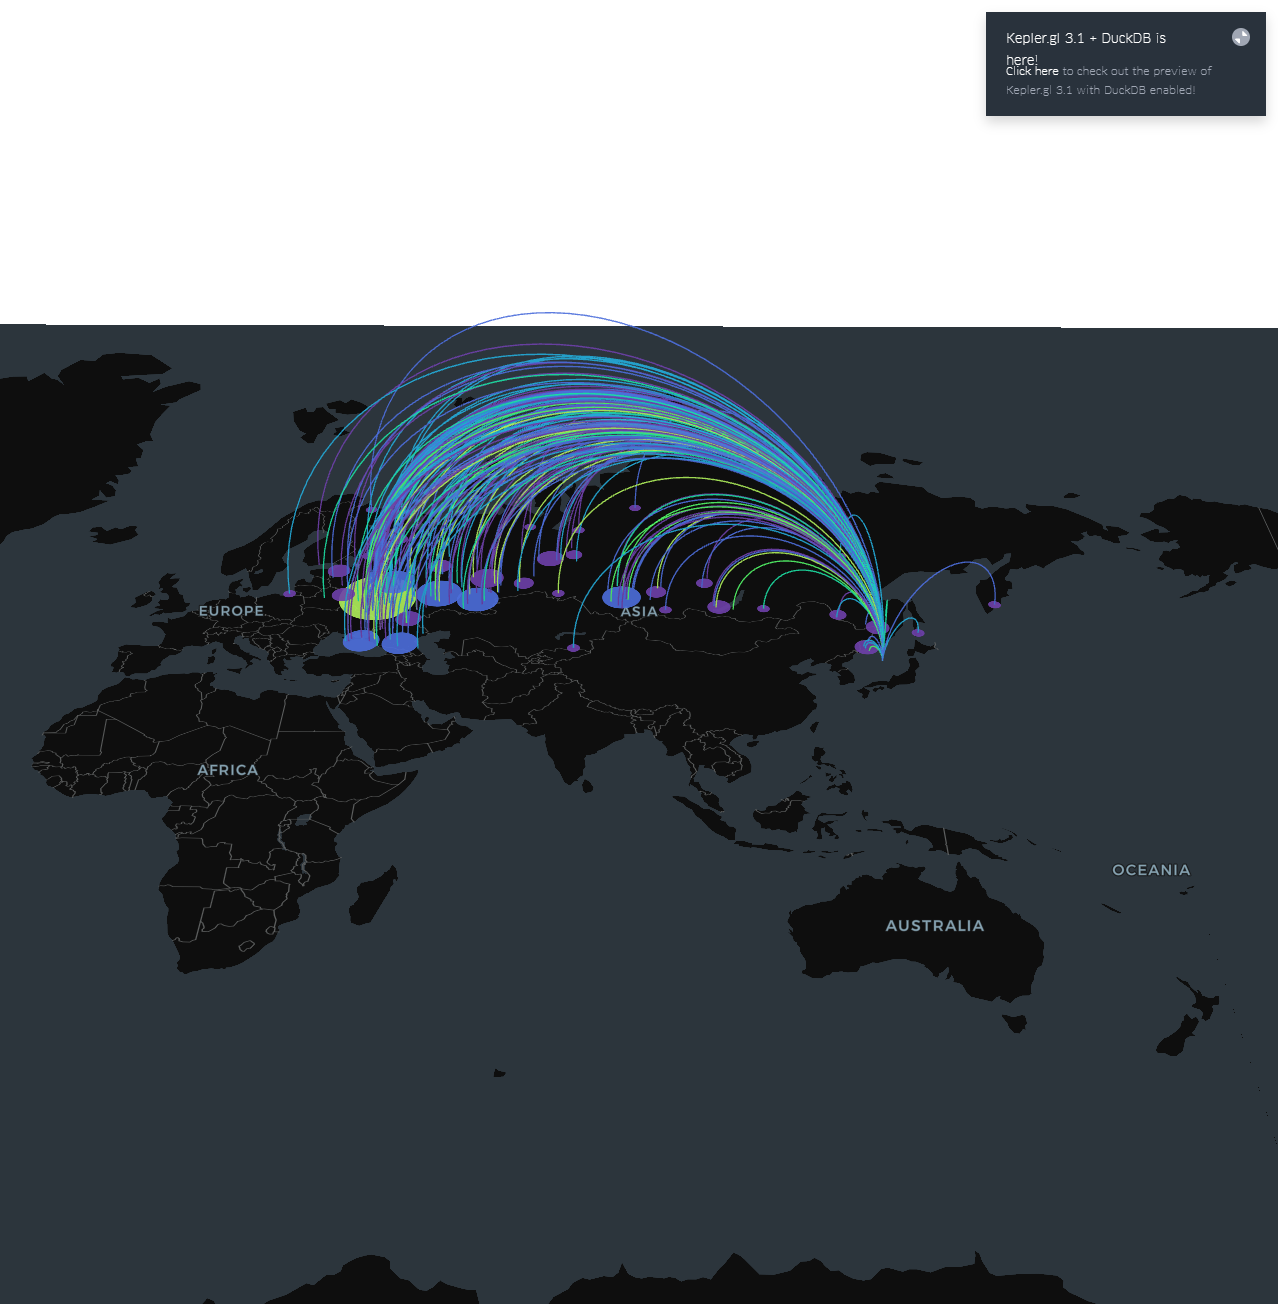 Kepler.gl 3.1 + DuckDB is
here!
Click here to check out the preview of
Kepler.gl 3.1 with DuckDB enabled!
EUROPE
ASIA
AFRICA
OCEANIA
AUSTRALIA